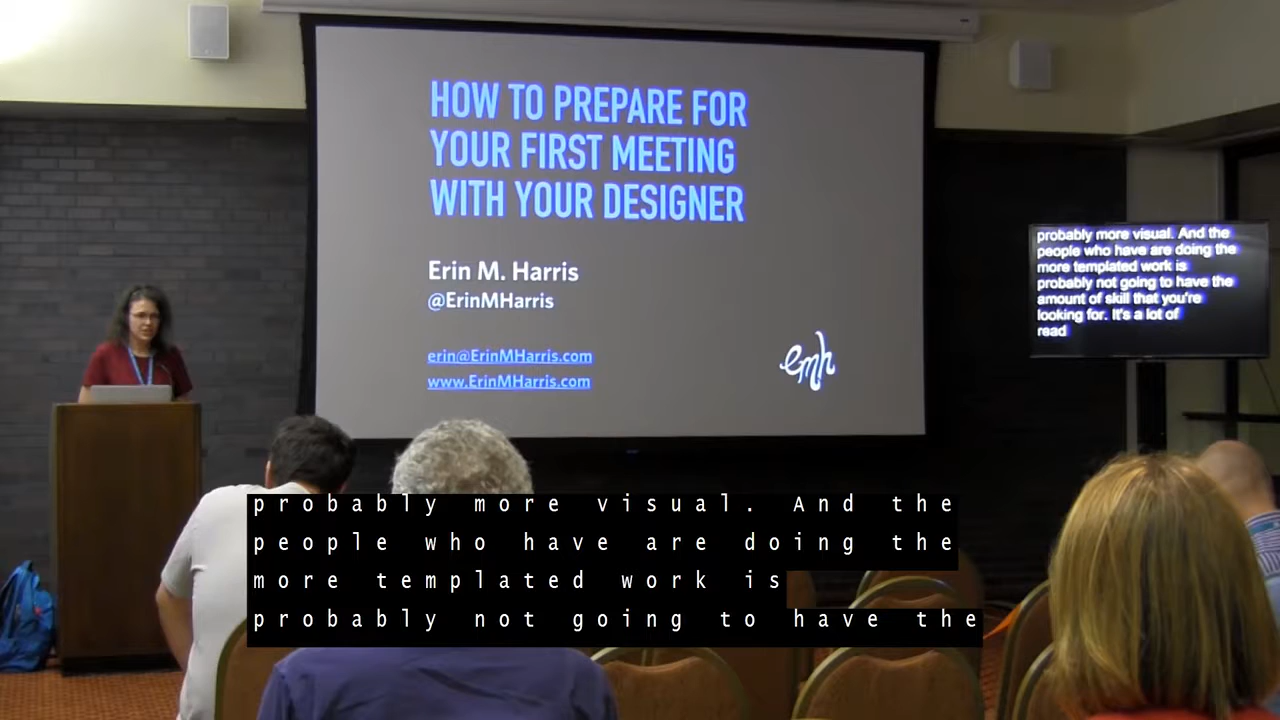 HOW TO PREPARE FOR
YOUR FIRST MEETING
WITH YOUR DESIGNER
Erin M. Harris
@ErinMHarris
erin@ErinMHarris.com
www.ErinMHarris.com
emh
probably more visual. And the
people who have are doing the
more templated work is
probably not going to have the
amount of skill that you're
looking for. It's a lot of
read
probably more visual. And the
people who have are doing the
more templated work is
probably not going to have the